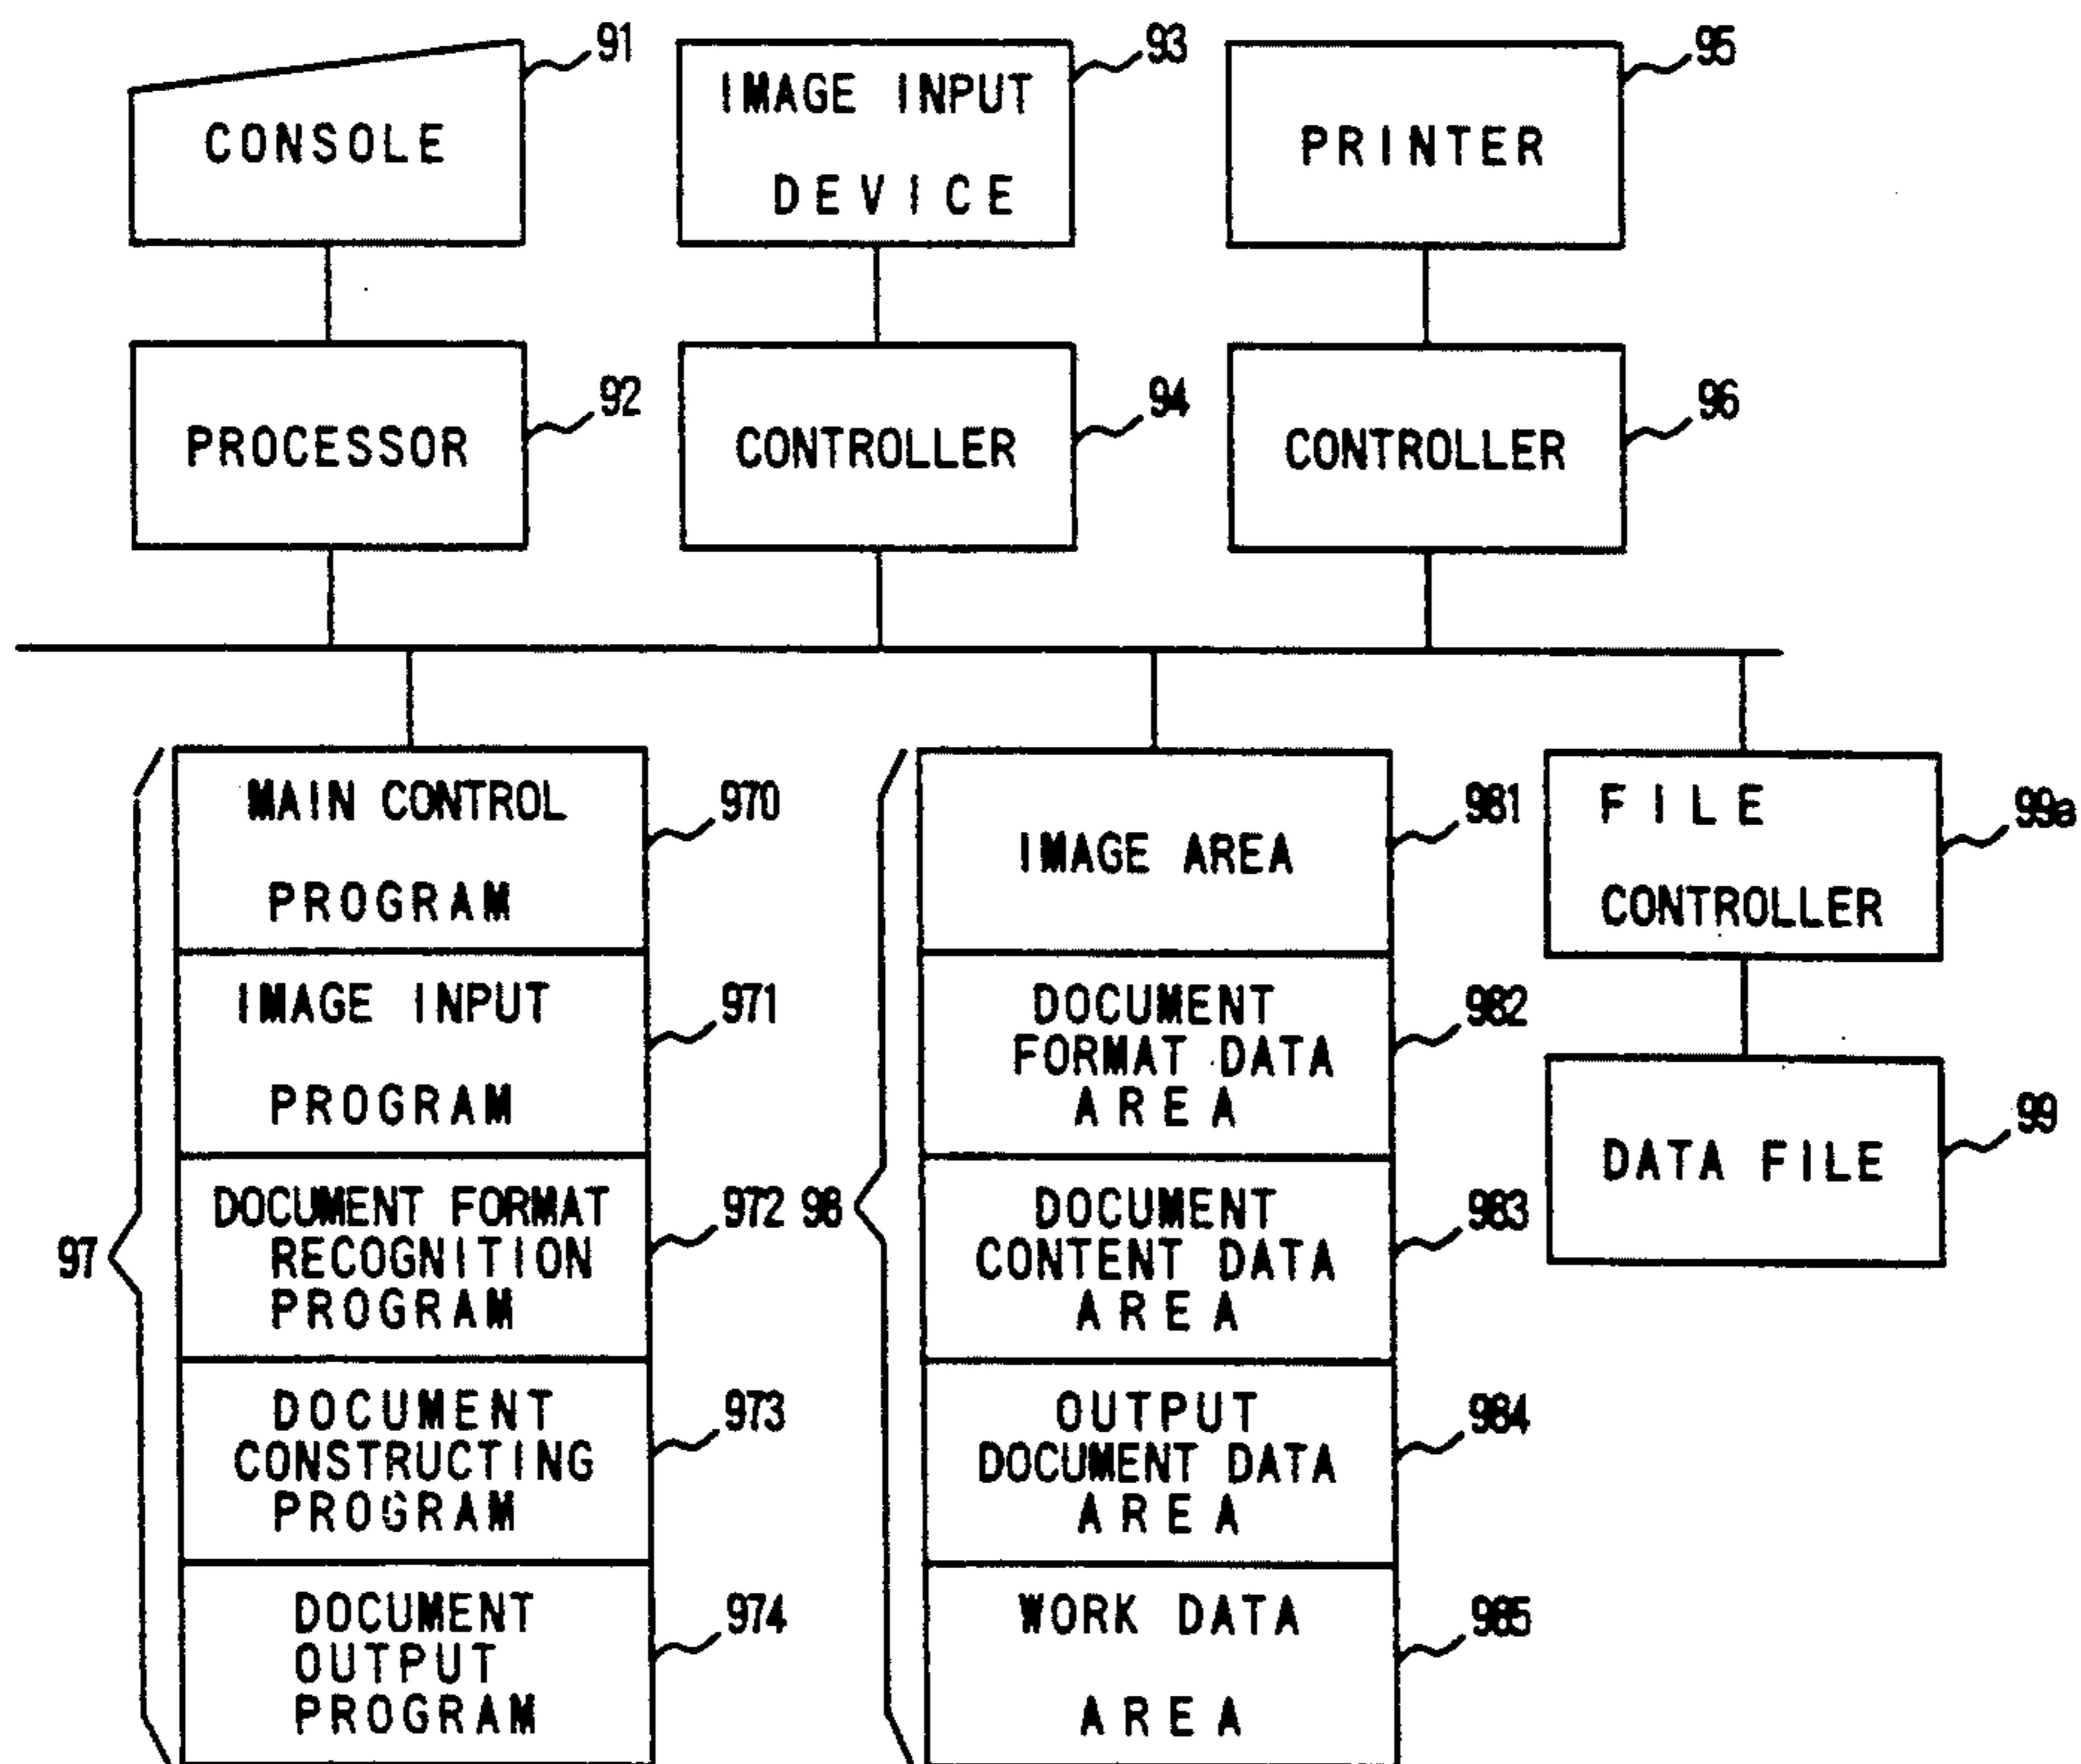 91
CONSOLE
93
IMAGE INPUT
DEVICE
95
PRINTER
92
PROCESSOR
94
CONTROLLER
96
CONTROLLER
97
MAIN CONTROL
PROGRAM
970
IMAGE INPUT
PROGRAM
971
DOCUMENT FORMAT
RECOGNITION
PROGRAM
972
DOCUMENT
CONSTRUCTING
PROGRAM
973
DOCUMENT
OUTPUT
PROGRAM
974
98
IMAGE AREA
981
DOCUMENT
FORMAT DATA
AREA
982
DOCUMENT
CONTENT DATA
AREA
983
OUTPUT
DOCUMENT DATA
AREA
984
WORK DATA
AREA
985
FILE
CONTROLLER
99a
DATA FILE
99